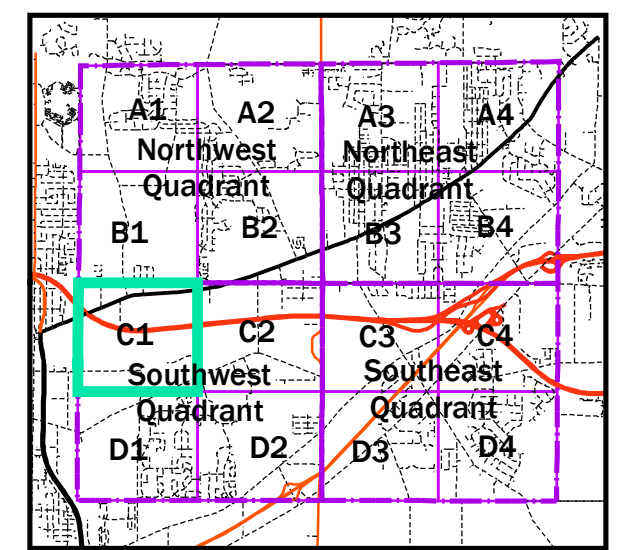 A1 A2 A3 A4
Northwest Northeast
Quadrant Quadrant
B1 B2 B3 B4
C1 C2 C3 C4
Southwest Southeast
Quadrant Quadrant
D1 D2 D3 D4